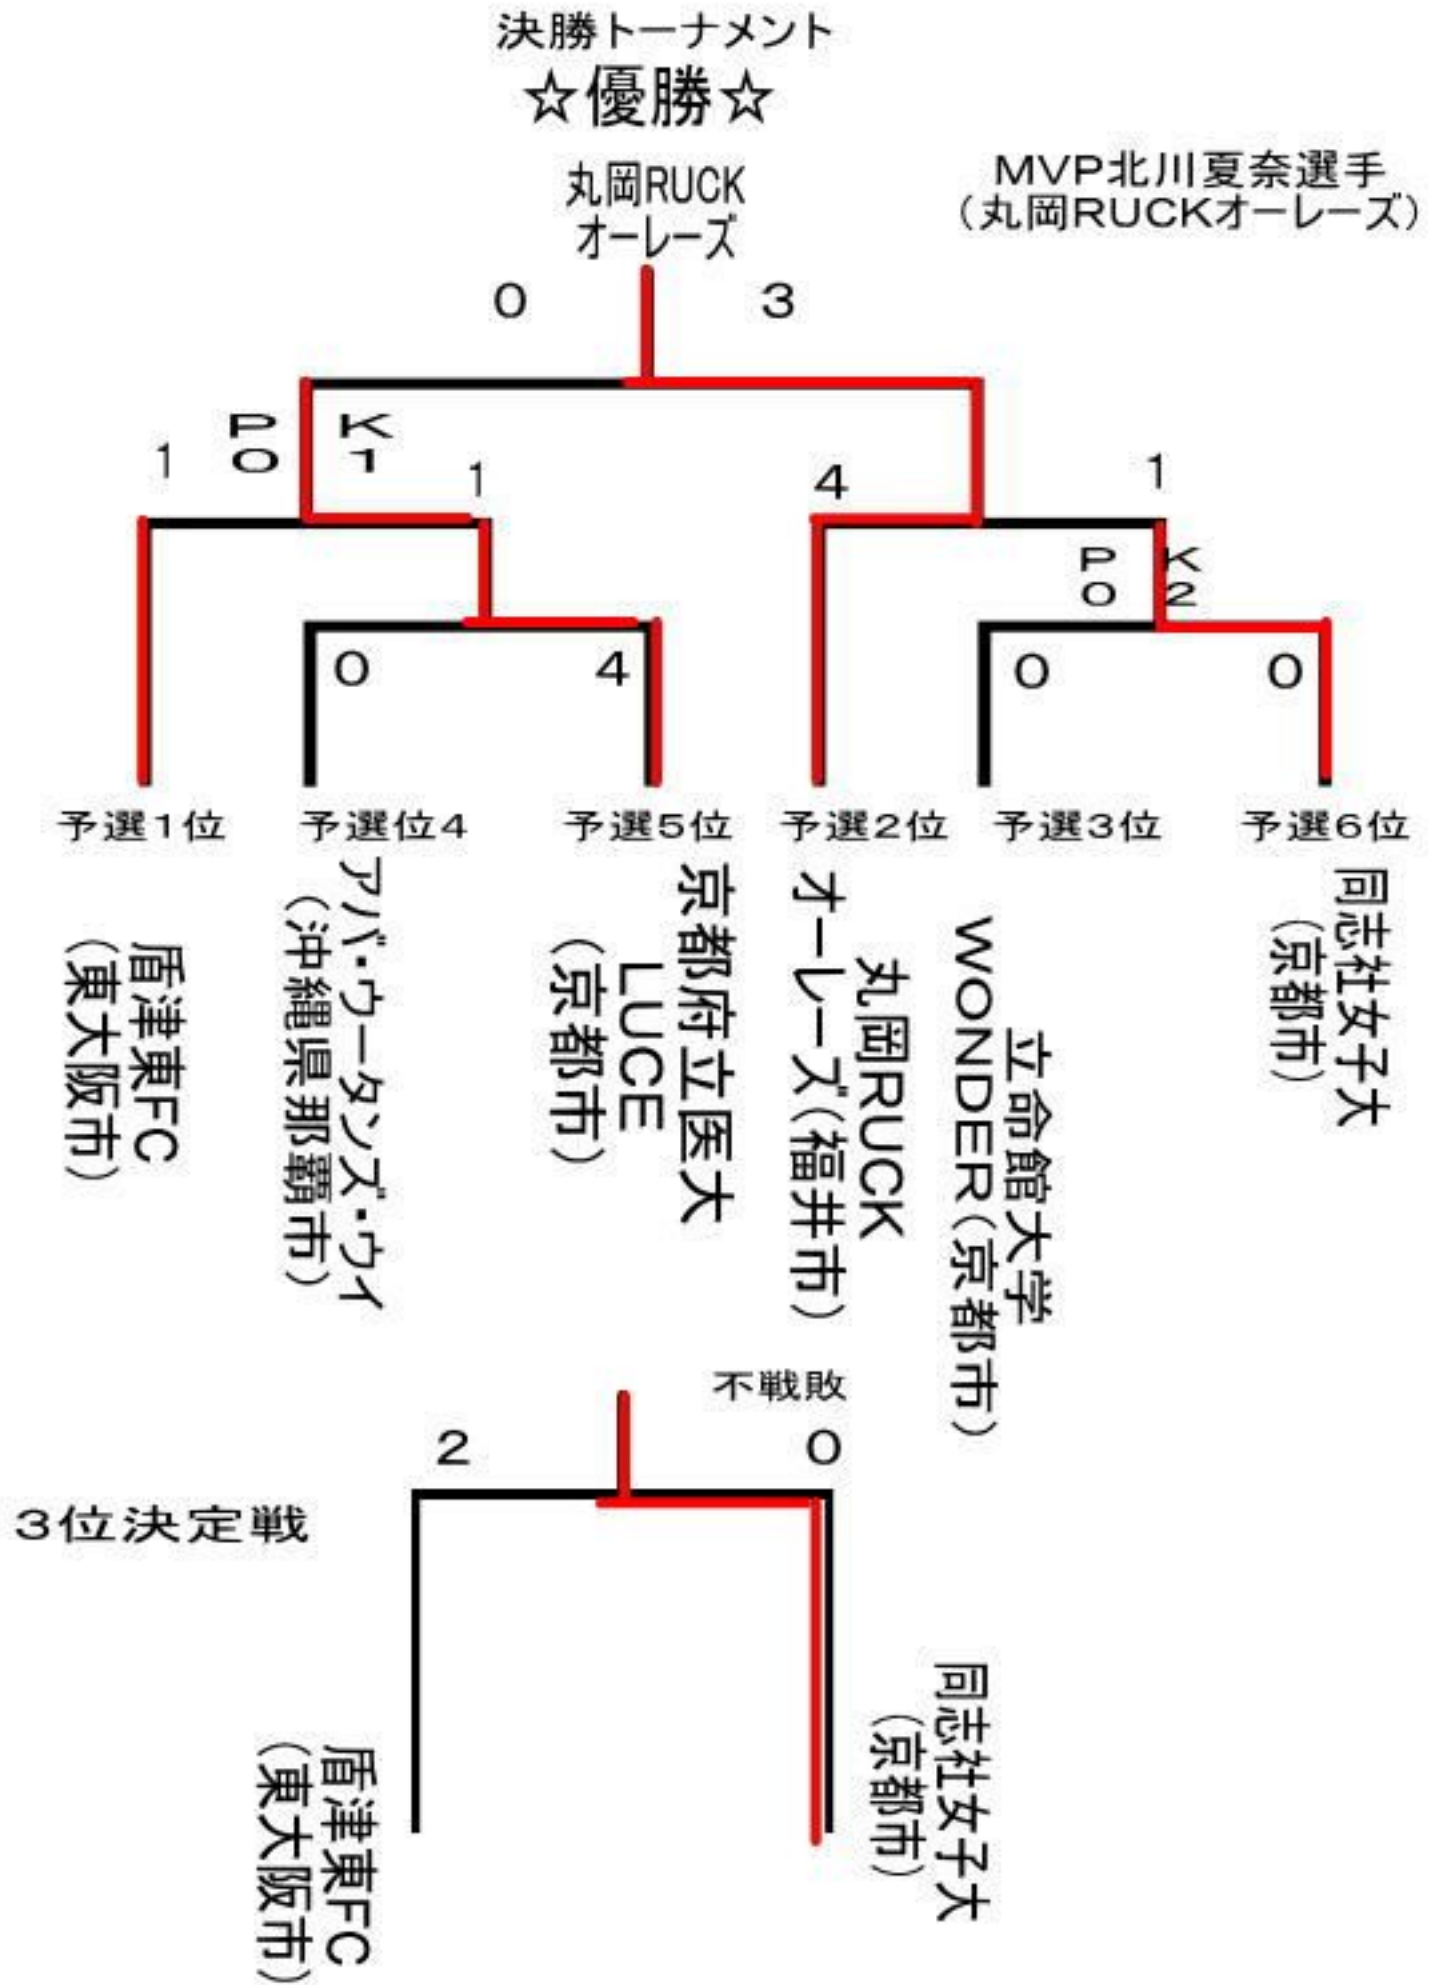 決勝トーナメント
☆優勝☆
丸岡RUCK
オーレーズ
MVP北川夏奈選手
（丸岡RUCKオーレーズ）
0
3
P K
0 1
1
1
4
1
P K
0 2
0
4
0
0
予選1位
予選位4
予選5位
予選2位
予選3位
予選6位
盾津東FC
（東大阪市）
アバ・ウータンズ・ウイ
（沖縄県那覇市）
京都府立医大
LUCE
（京都市）
丸岡RUCK
オーレーズ（福井市）
立命館大学
WONDER（京都市）
同志社女子大
（京都市）
不戦敗
2
0
3位決定戦
盾津東FC
（東大阪市）
同志社女子大
（京都市）